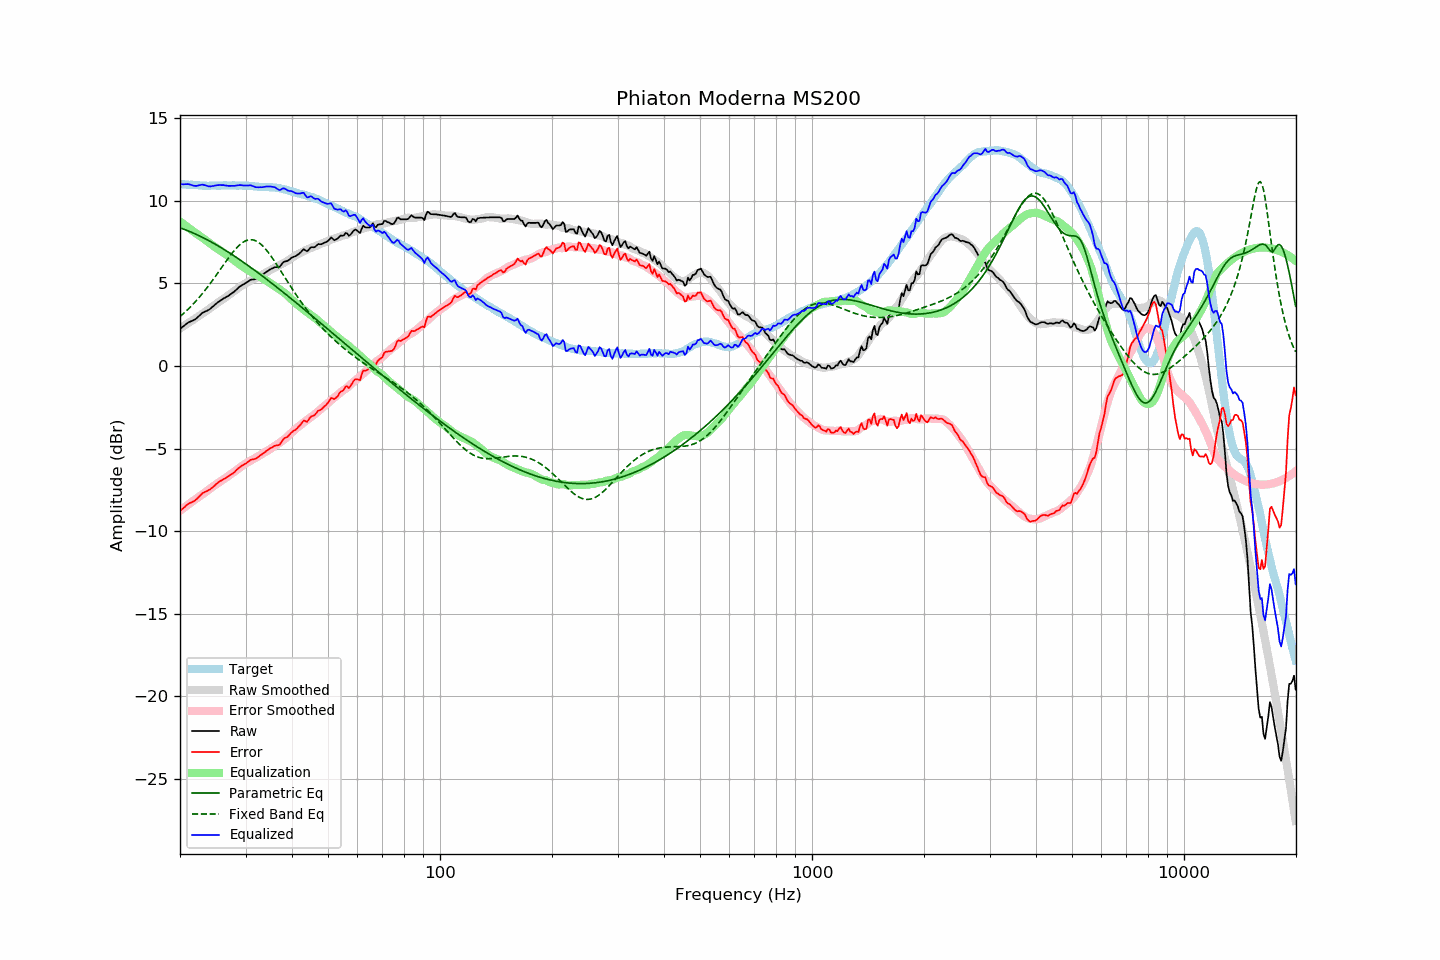 Phiaton Moderna MS200
15
10
5
0
−5
−10
−15
−20
−25
Amplitude (dBr)
Target
Raw Smoothed
Error Smoothed
Raw
Error
Equalization
Parametric Eq
Fixed Band Eq
Equalized
100
1000
10000
Frequency (Hz)